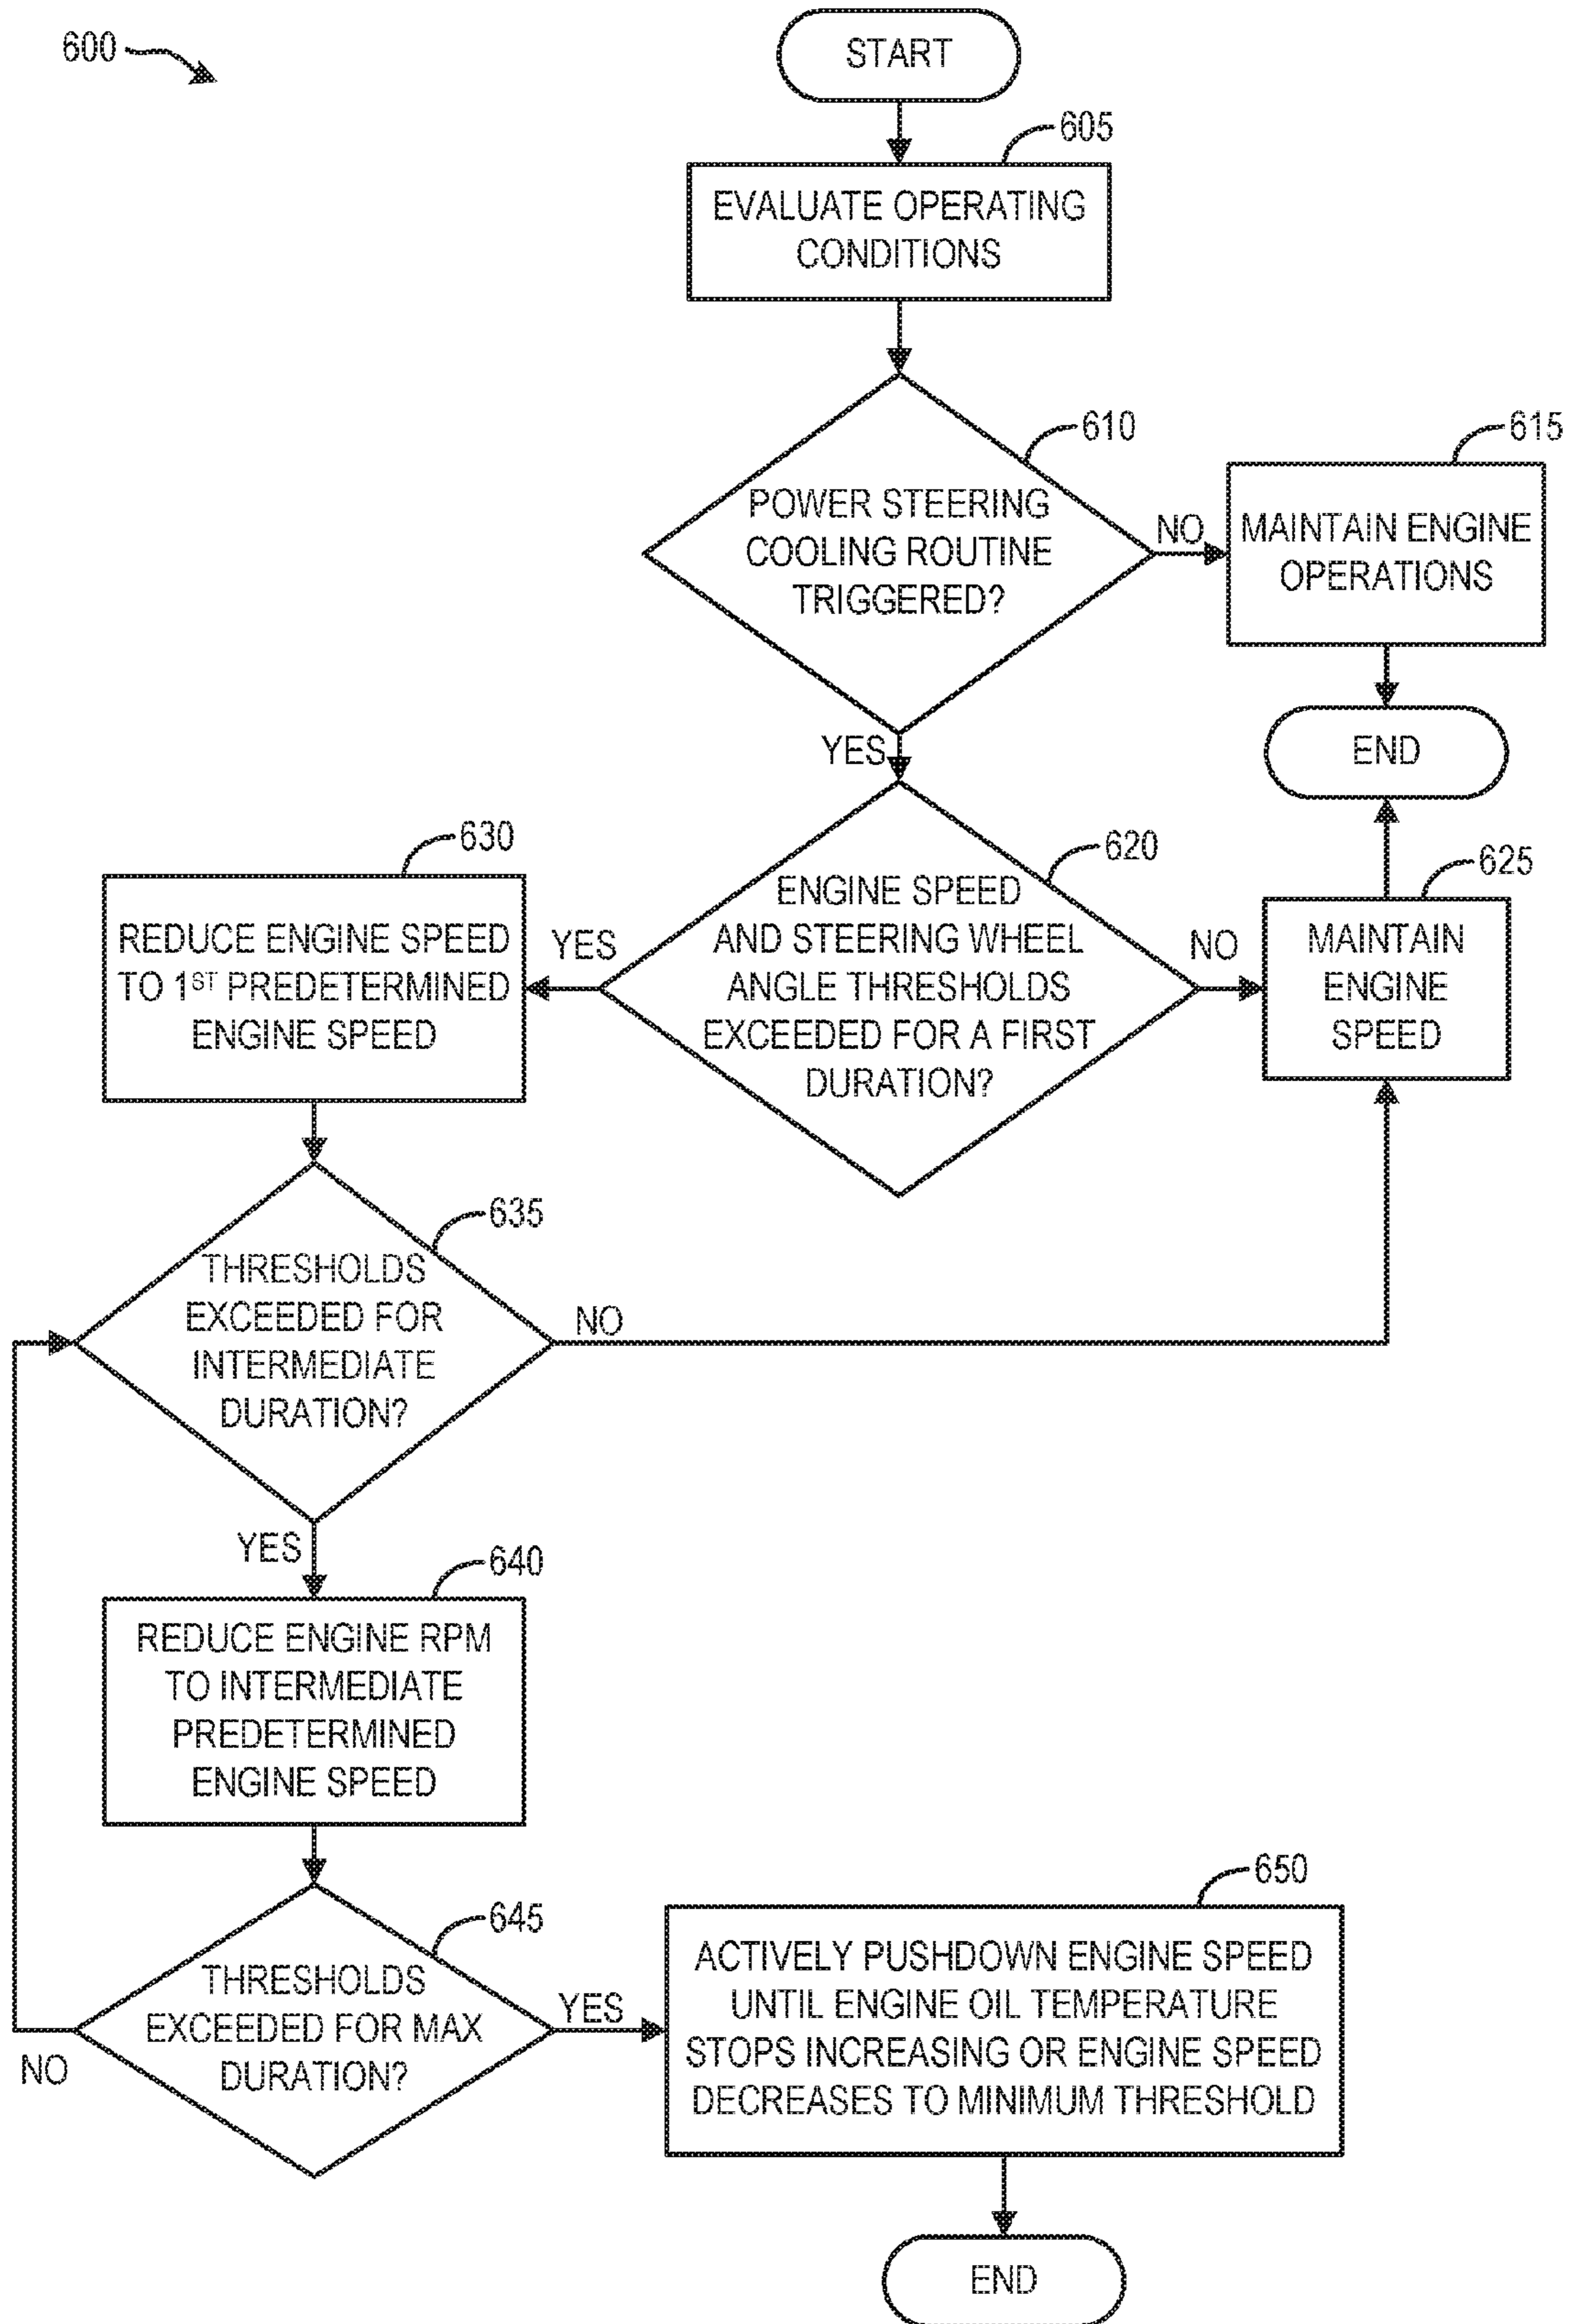 600
START
605
EVALUATE OPERATING
CONDITIONS
610
POWER STEERING
COOLING ROUTINE
TRIGGERED?
NO
615
MAINTAIN ENGINE
OPERATIONS
END
YES
620
ENGINE SPEED
AND STEERING WHEEL
ANGLE THRESHOLDS
EXCEEDED FOR A FIRST
DURATION?
NO
625
MAINTAIN
ENGINE
SPEED
YES
630
REDUCE ENGINE SPEED
TO 1ST PREDETERMINED
ENGINE SPEED
635
THRESHOLDS
EXCEEDED FOR
INTERMEDIATE
DURATION?
NO
YES
640
REDUCE ENGINE RPM
TO INTERMEDIATE
PREDETERMINED
ENGINE SPEED
645
THRESHOLDS
EXCEEDED FOR MAX
DURATION?
NO
YES
650
ACTIVELY PUSHDOWN ENGINE SPEED
UNTIL ENGINE OIL TEMPERATURE
STOPS INCREASING OR ENGINE SPEED
DECREASES TO MINIMUM THRESHOLD
END